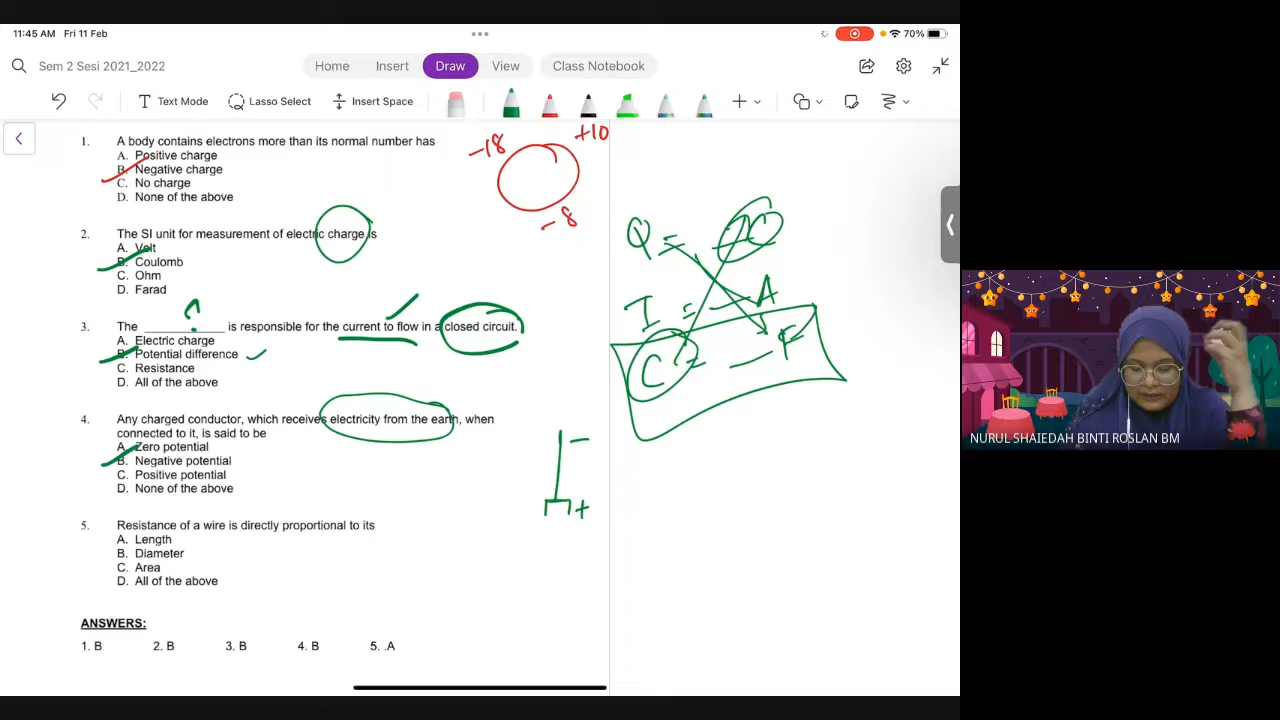 11:45 AM Fri 11 Feb
70%
Sem 2 Sesi 2021_2022
Home Insert Draw View Class Notebook
Text Mode Lasso Select Insert Space
1. A body contains electrons more than its normal number has
A. Positive charge
B. Negative charge
C. No charge
D. None of the above
-18 +10
-8
2. The SI unit for measurement of electric charge is
A. Volt
B. Coulomb
C. Ohm
D. Farad
Q =
I = A
C = F
?
3. The ____________ is responsible for the current to flow in a closed circuit.
A. Electric charge
B. Potential difference
C. Resistance
D. All of the above
4. Any charged conductor, which receives electricity from the earth, when
connected to it, is said to be
A. Zero potential
B. Negative potential
C. Positive potential
D. None of the above
-
+
5. Resistance of a wire is directly proportional to its
A. Length
B. Diameter
C. Area
D. All of the above
ANSWERS:
1. B 2. B 3. B 4. B 5. .A
NURUL SHAIEDAH BINTI ROSLAN BM